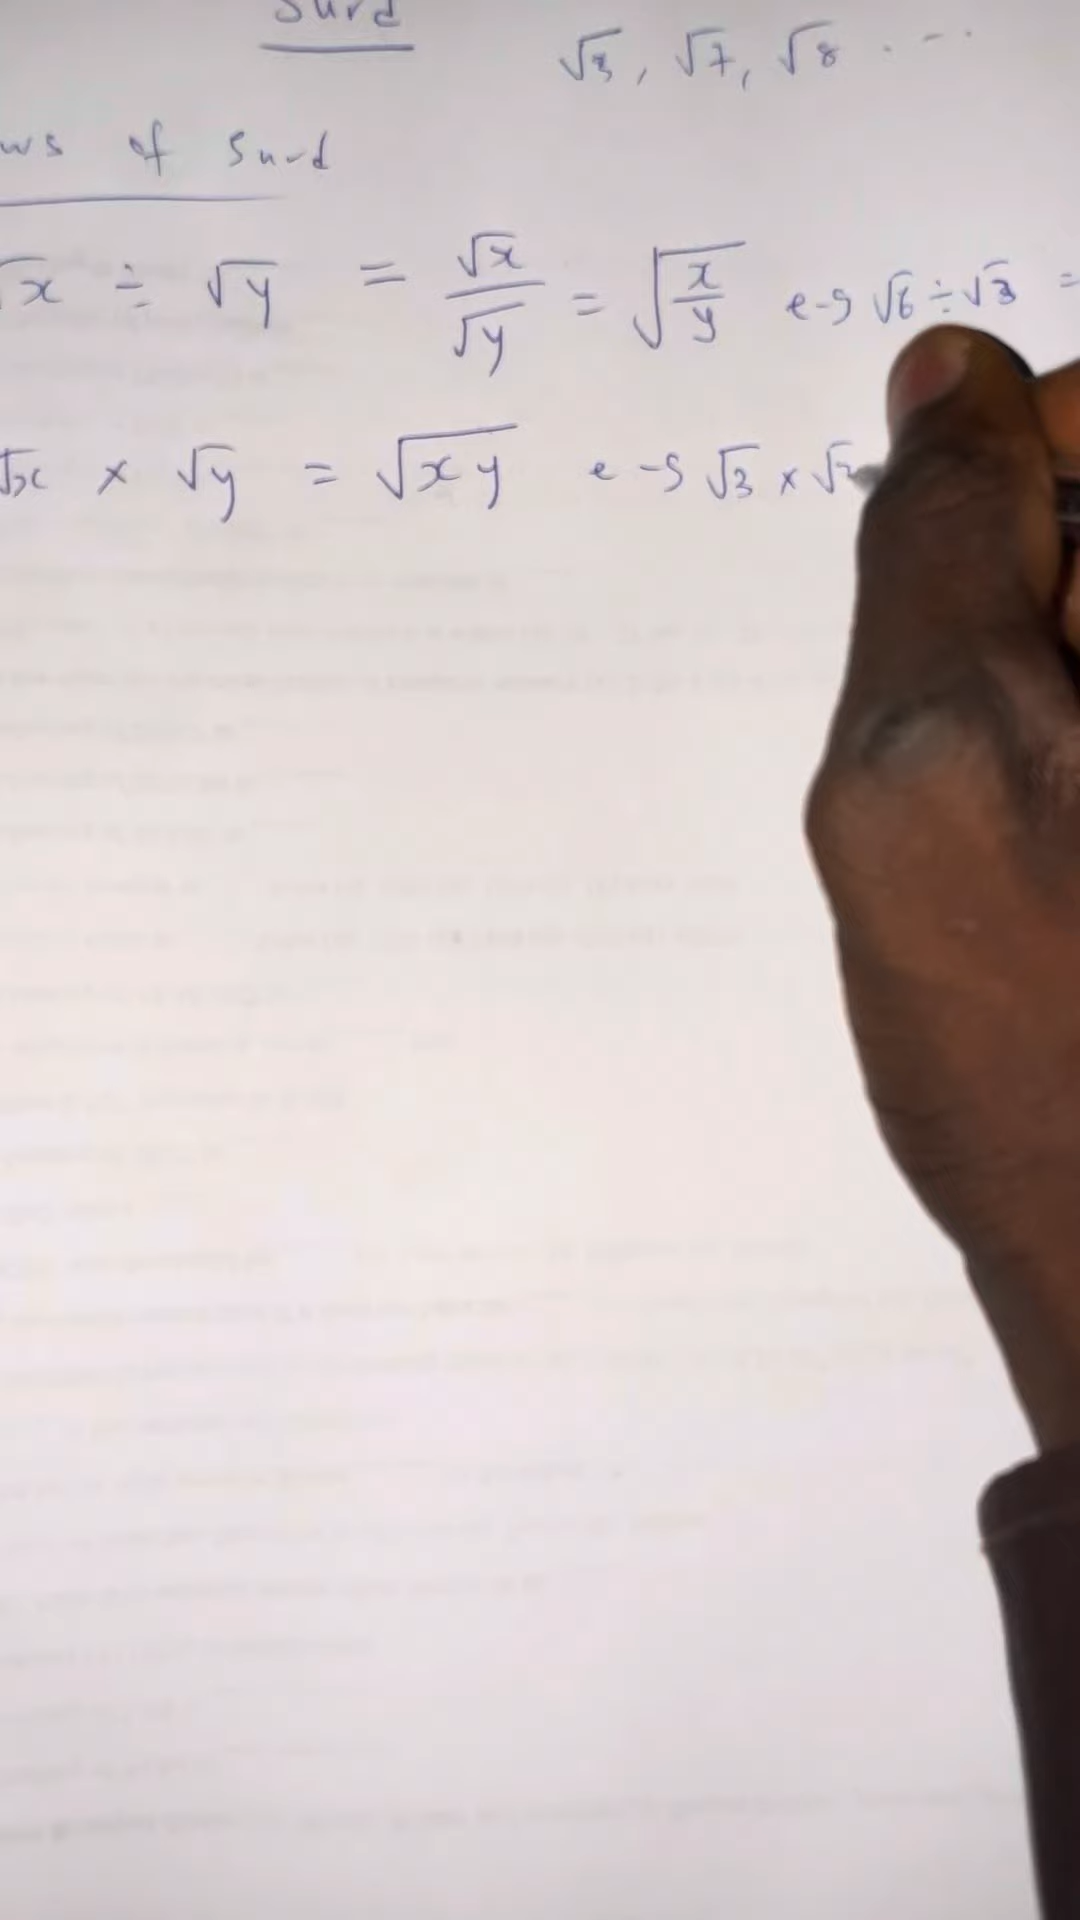 Surd
√3, √7, √8 . - - .
ws of Surd
√x ÷ √y = √x/√y = √(x/y) e-g √6 ÷ √3 =
√x × √y = √xy e-g √3 × √